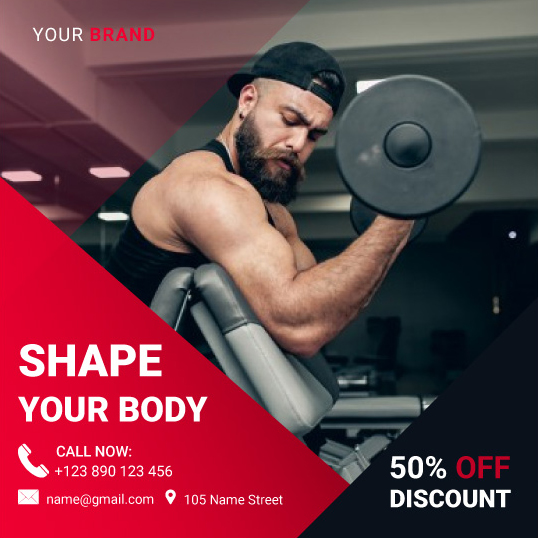 YOUR BRAND
SHAPE
YOUR BODY
CALL NOW:
+123 890 123 456
name@gmail.com 105 Name Street
50% OFF
DISCOUNT